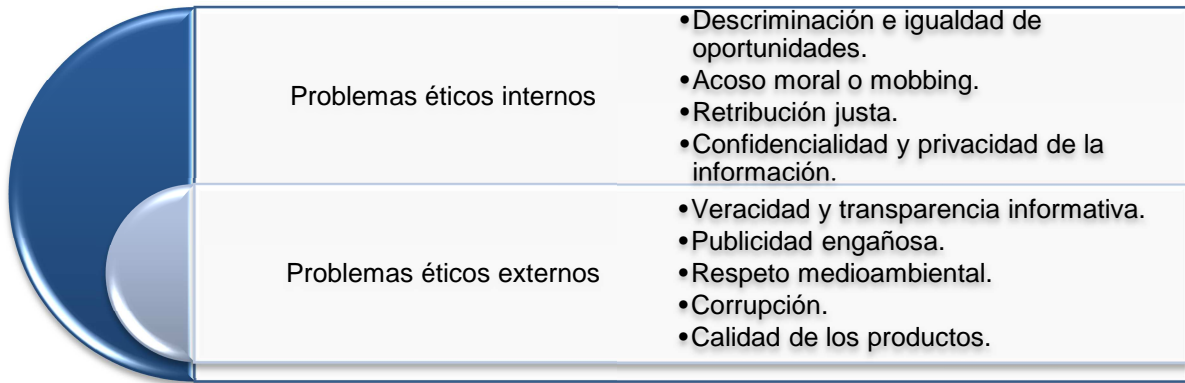 Problemas éticos internos
•Descriminación e igualdad de
oportunidades.
•Acoso moral o mobbing.
•Retribución justa.
•Confidencialidad y privacidad de la
información.
Problemas éticos externos
•Veracidad y transparencia informativa.
•Publicidad engañosa.
•Respeto medioambiental.
•Corrupción.
•Calidad de los productos.